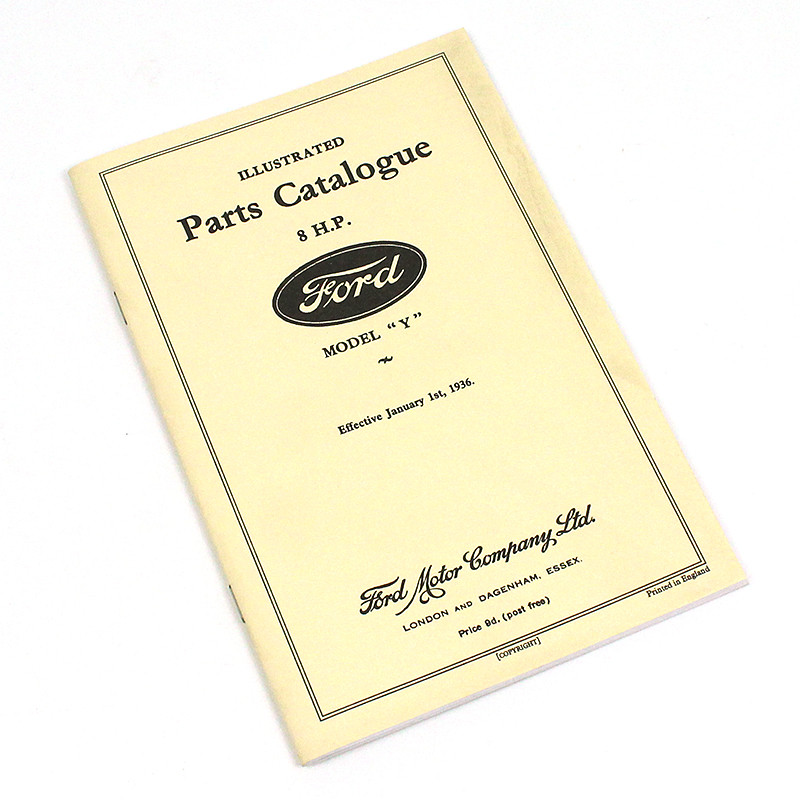 ILLUSTRATED
Parts Catalogue
8 H.P.
Ford
MODEL "Y"
~
Effective January 1st, 1936.
Ford Motor Company Ltd.
LONDON AND DAGENHAM, ESSEX.
Price 9d. (post free)
[COPYRIGHT]
Printed in England